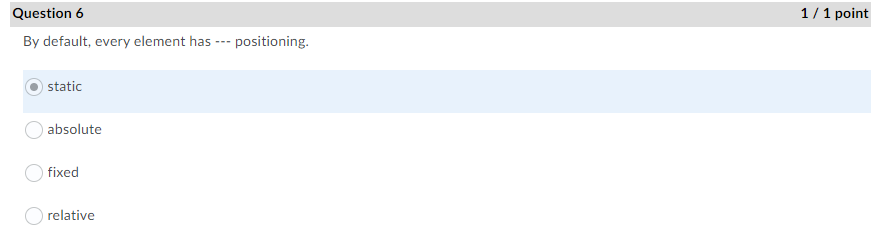 Question 6 1 / 1 point
By default, every element has --- positioning.
static
absolute
fixed
relative